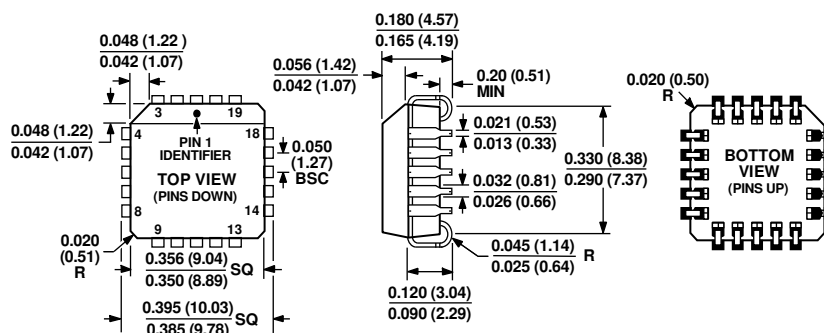 0.048 (1.22 )
0.042 (1.07)
0.048 (1.22)
0.042 (1.07)
3
19
4
18
PIN 1
IDENTIFIER
TOP VIEW
(PINS DOWN)
8
14
9
13
0.050
(1.27)
BSC
0.020
(0.51)
R
0.356 (9.04)
0.350 (8.89)
SQ
0.395 (10.03)
0.385 (9.78)
SQ
0.180 (4.57)
0.165 (4.19)
0.056 (1.42)
0.042 (1.07)
0.20 (0.51)
MIN
0.021 (0.53)
0.013 (0.33)
0.032 (0.81)
0.026 (0.66)
0.330 (8.38)
0.290 (7.37)
0.045 (1.14)
0.025 (0.64)
R
0.120 (3.04)
0.090 (2.29)
0.020 (0.50)
R
BOTTOM
VIEW
(PINS UP)